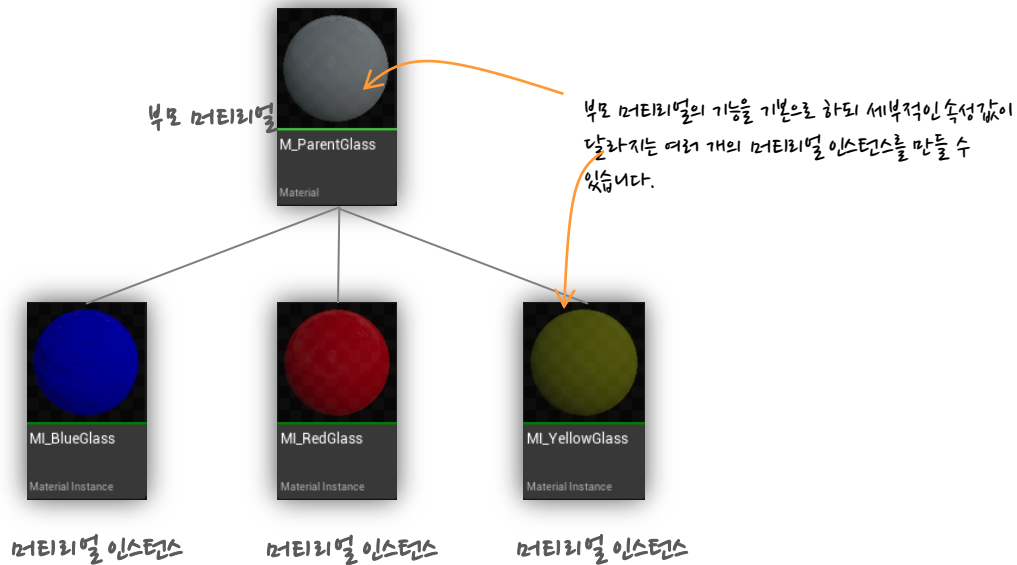 부모 머티리얼
M_ParentGlass
Material
부모 머티리얼의 기능을 기본으로 하되 세부적인 속성값이
달라지는 여러 개의 머티리얼 인스턴스를 만들 수
있습니다.
MI_BlueGlass
Material Instance
MI_RedGlass
Material Instance
MI_YellowGlass
Material Instance
머티리얼 인스턴스
머티리얼 인스턴스
머티리얼 인스턴스